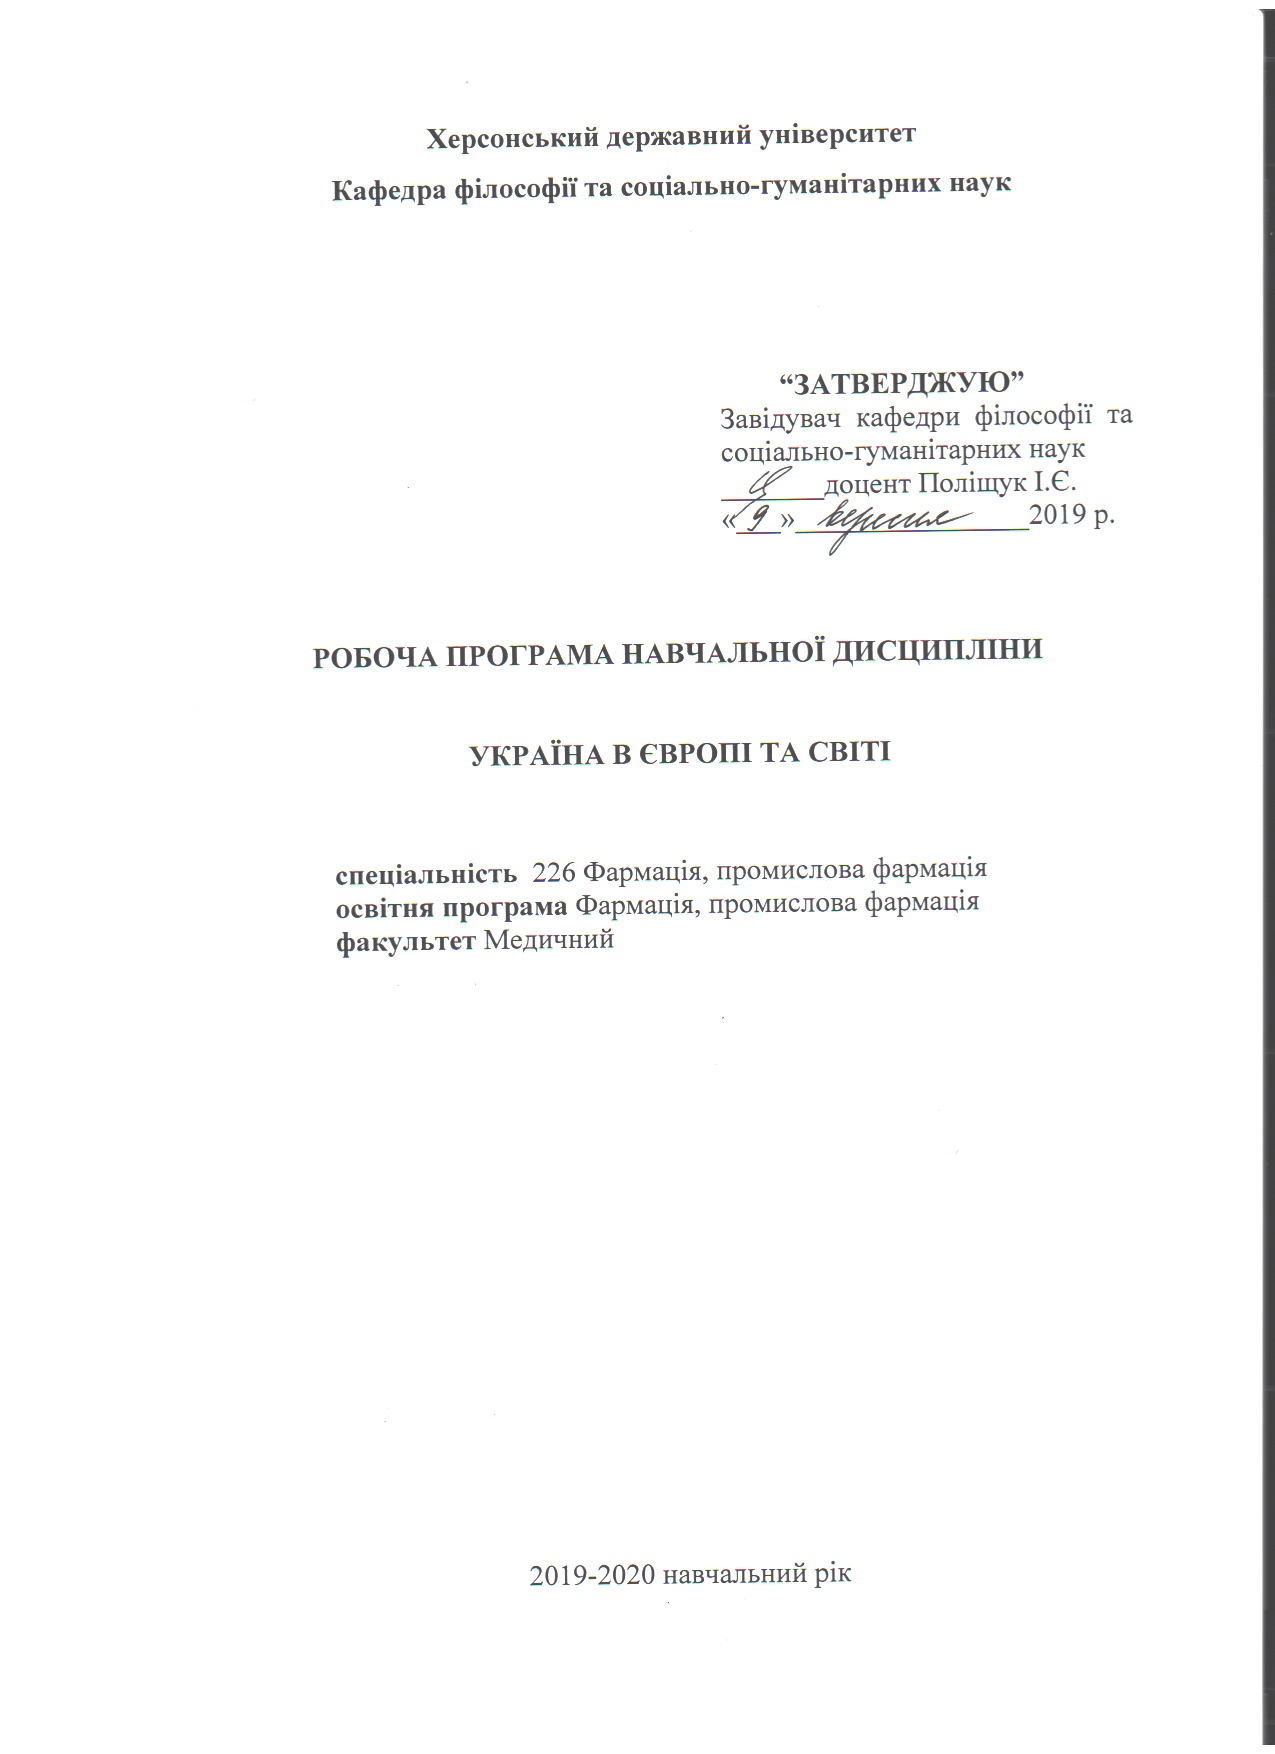 Херсонський державний університет
Кафедра філософії та соціально-гуманітарних наук
“ЗАТВЕРДЖУЮ”
Завідувач кафедри філософії та
соціально-гуманітарних наук
доцент Поліщук І.Є.
«9» вересня 2019 р.
РОБОЧА ПРОГРАМА НАВЧАЛЬНОЇ ДИСЦИПЛІНИ
УКРАЇНА В ЄВРОПІ ТА СВІТІ
спеціальність 226 Фармація, промислова фармація
освітня програма Фармація, промислова фармація
факультет Медичний
2019-2020 навчальний рік